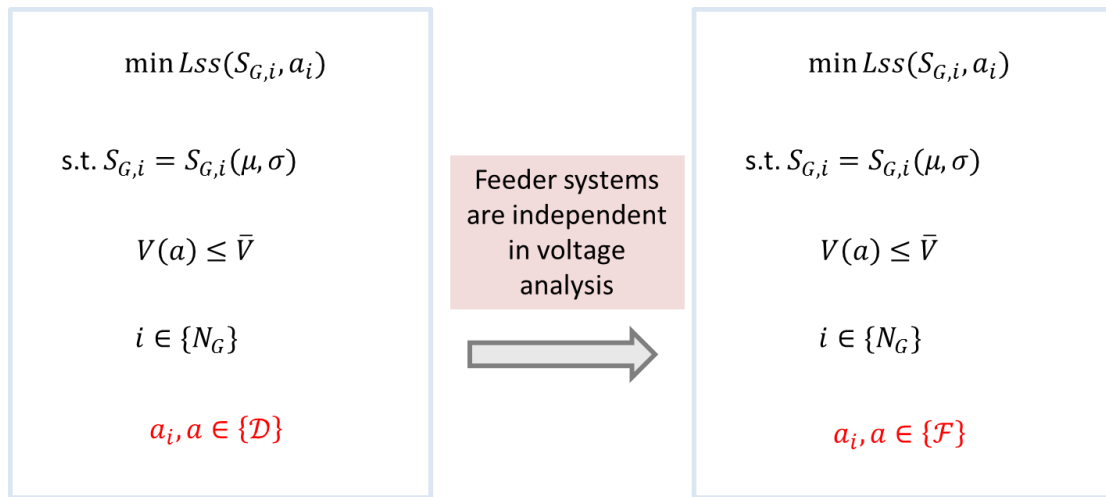 min Lss(S_{G,i}, a_i)
s.t. S_{G,i} = S_{G,i}(μ, σ)
V(a) ≤ V̄
i ∈ {N_G}
a_i, a ∈ {𝒟}
Feeder systems
are independent
in voltage
analysis
min Lss(S_{G,i}, a_i)
s.t. S_{G,i} = S_{G,i}(μ, σ)
V(a) ≤ V̄
i ∈ {N_G}
a_i, a ∈ {ℱ}